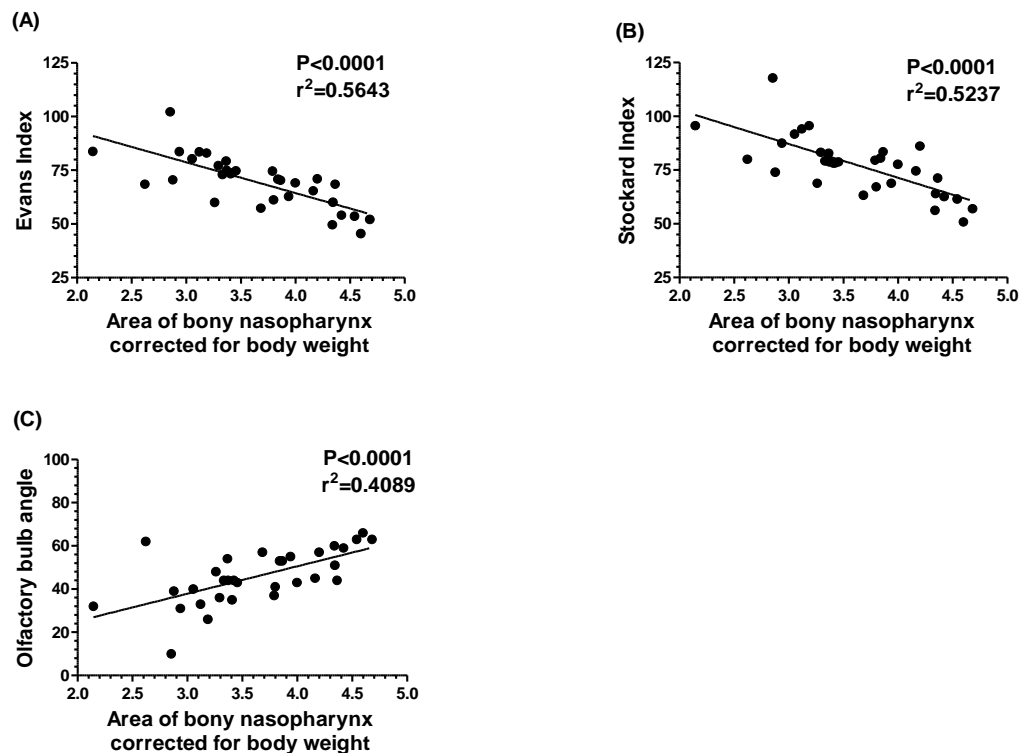 (A)
P<0.0001
r²=0.5643
125
100
75
50
25
Evans Index
2.0 2.5 3.0 3.5 4.0 4.5 5.0
Area of bony nasopharynx
corrected for body weight
(B)
P<0.0001
r²=0.5237
125
100
75
50
25
Stockard Index
2.0 2.5 3.0 3.5 4.0 4.5 5.0
Area of bony nasopharynx
corrected for body weight
(C)
P<0.0001
r²=0.4089
100
80
60
40
20
0
Olfactory bulb angle
2.0 2.5 3.0 3.5 4.0 4.5 5.0
Area of bony nasopharynx
corrected for body weight